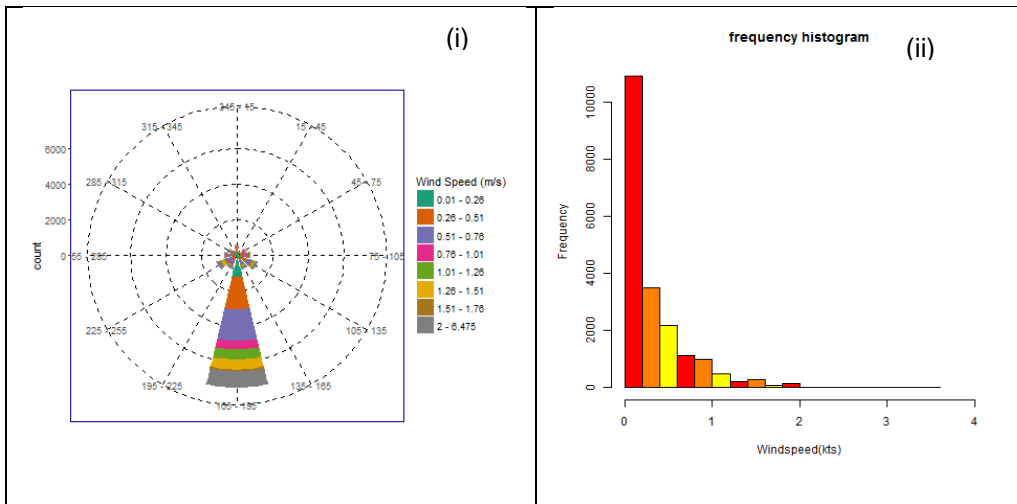 (i)
345 - 15
315 - 345
15 - 45
6000
4000
285 - 315
45 - 75
2000
0
55 - 285
75 - 105
count
225 - 255
105 - 135
195 - 225
135 - 165
165 - 195
Wind Speed (m/s)
0.01 - 0.26
0.26 - 0.51
0.51 - 0.76
0.76 - 1.01
1.01 - 1.26
1.26 - 1.51
1.51 - 1.76
2 - 6.475
frequency histogram
(ii)
Frequency
10000
8000
6000
4000
2000
0
0
1
2
3
4
Windspeed(kts)